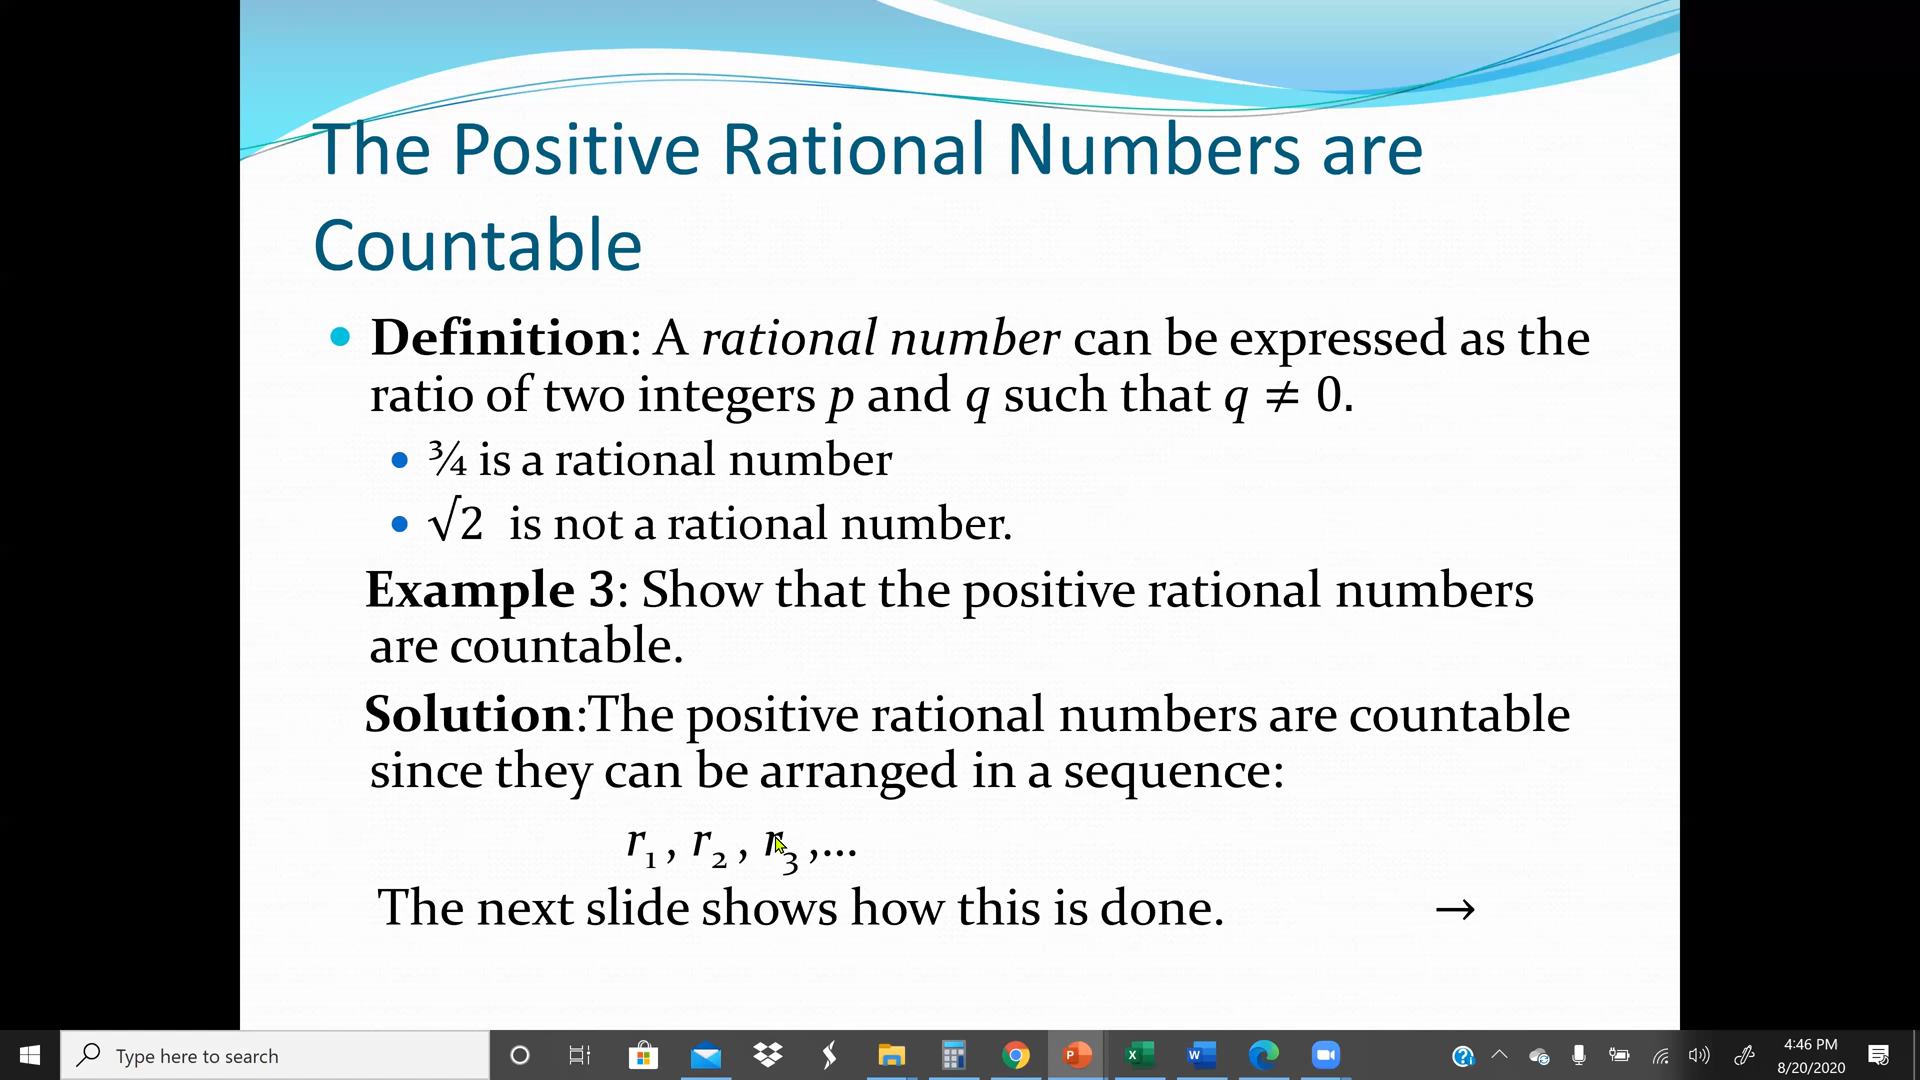 The Positive Rational Numbers are
Countable
• Definition: A rational number can be expressed as the
ratio of two integers p and q such that q ≠ 0.
• ¾ is a rational number
• √2 is not a rational number.
Example 3: Show that the positive rational numbers
are countable.
Solution:The positive rational numbers are countable
since they can be arranged in a sequence:
r₁ , r₂ , r₃ ,…
The next slide shows how this is done. →
Type here to search
4:46 PM
8/20/2020